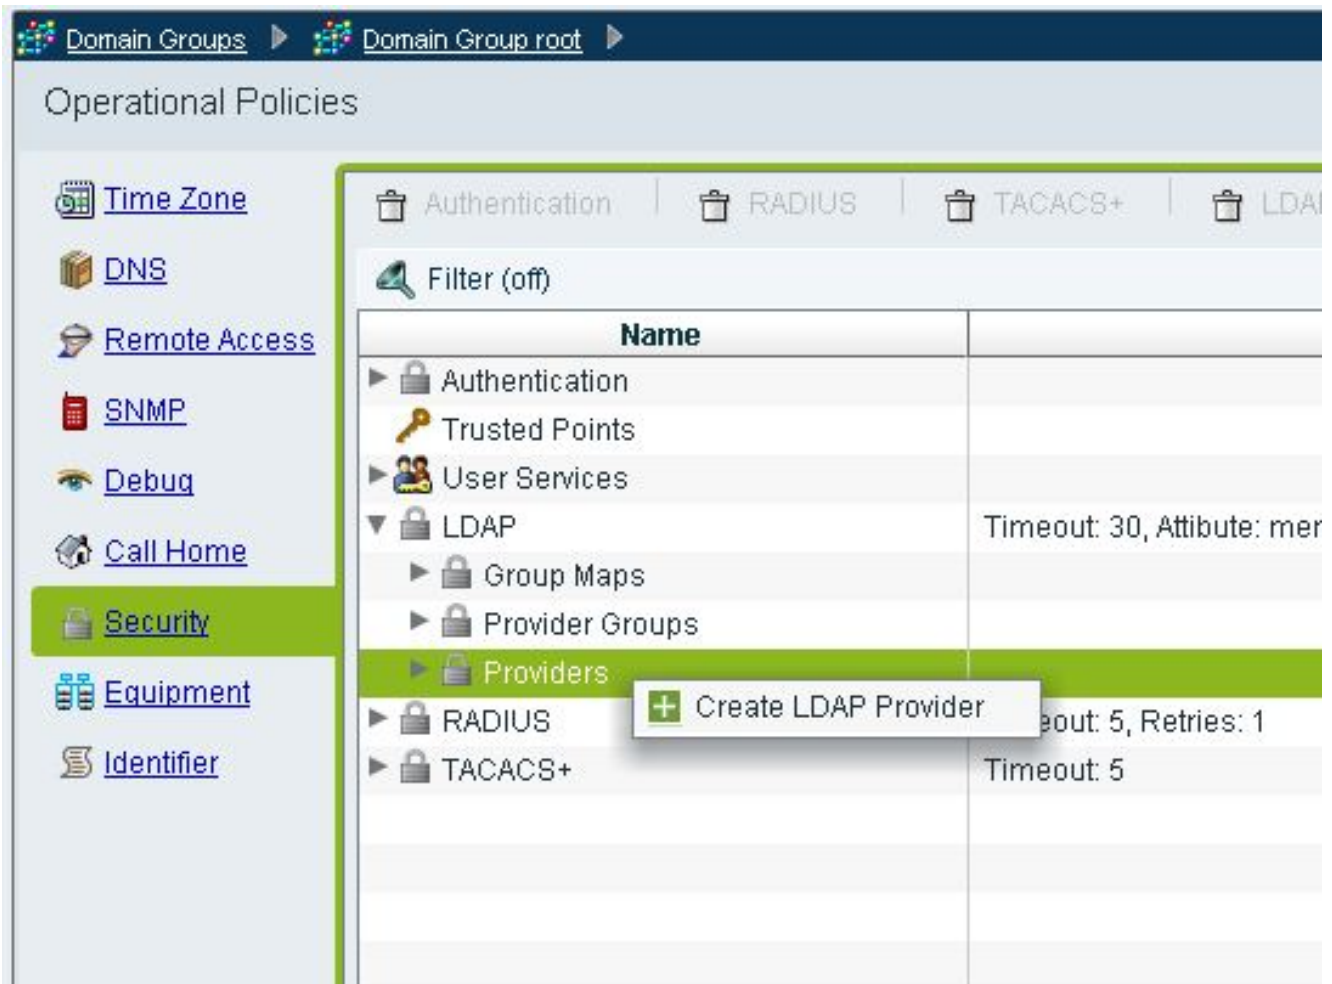 Domain Groups Domain Group root
Operational Policies
Time Zone
DNS
Remote Access
SNMP
Debug
Call Home
Security
Equipment
Identifier
Authentication RADIUS TACACS+
Filter (off)
Name
Authentication
Trusted Points
User Services
LDAP Timeout: 30, Attibute:
Group Maps
Provider Groups
Providers
Create LDAP Provider
RADIUS 5, Retries: 1
TACACS+ Timeout: 5